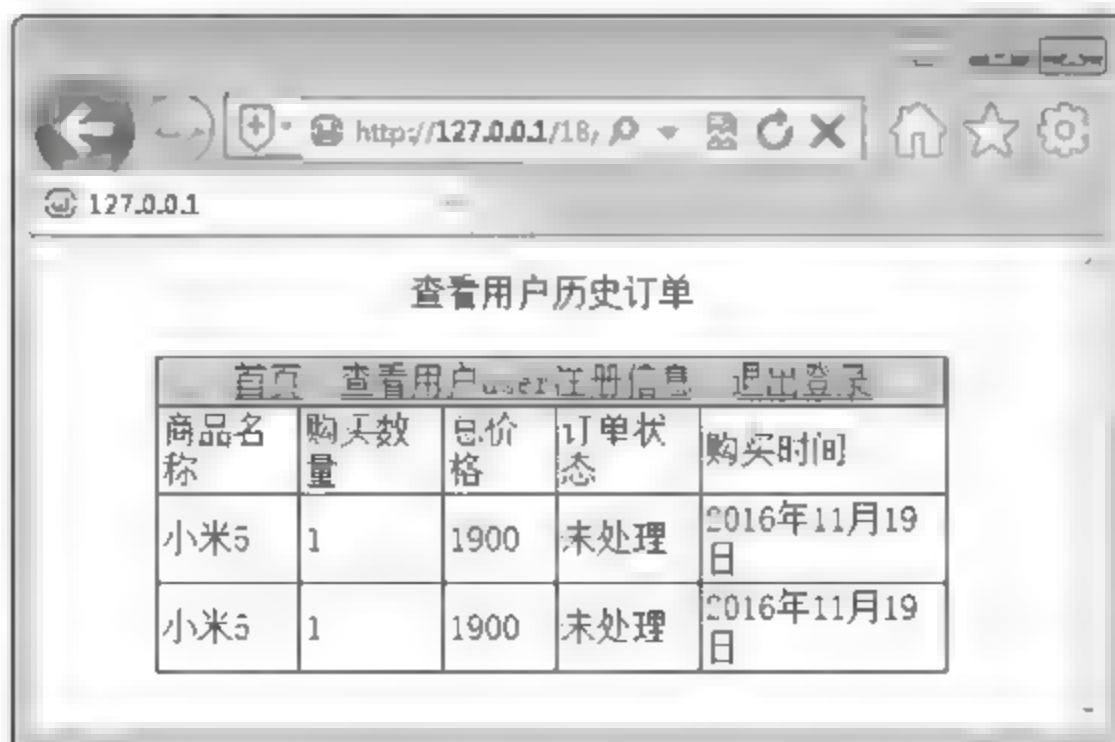 http://127.0.0.1/18/
127.0.0.1
查看用户历史订单
首页 查看用户user注册信息 退出登录
商品名称 购买数量 总价格 订单状态 购买时间
小米5 1 1900 未处理 2016年11月19日
小米5 1 1900 未处理 2016年11月19日